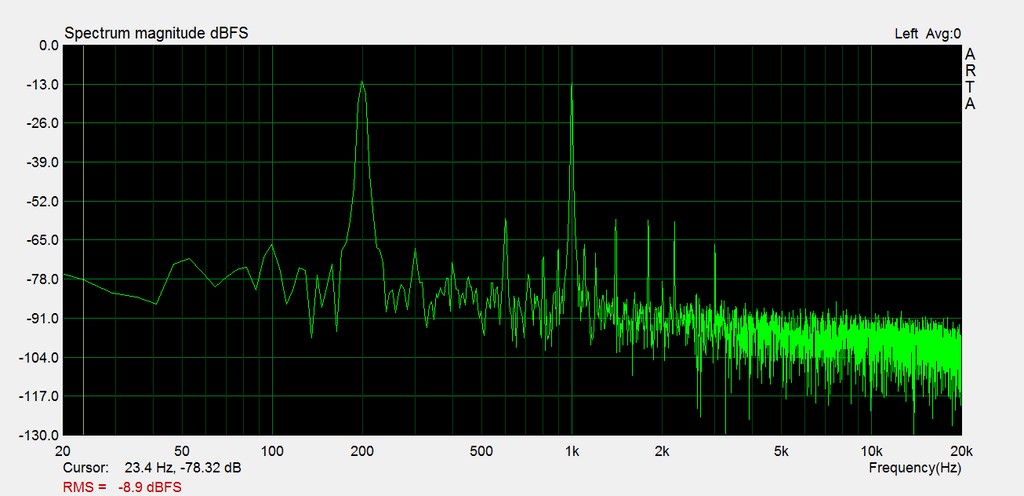 Spectrum magnitude dBFS
Left Avg:0
A
R
T
A
0.0
-13.0
-26.0
-39.0
-52.0
-65.0
-78.0
-91.0
-104.0
-117.0
-130.0
20 50 100 200 500 1k 2k 5k 10k 20k
Cursor: 23.4 Hz, -78.32 dB
Frequency(Hz)
RMS = -8.9 dBFS